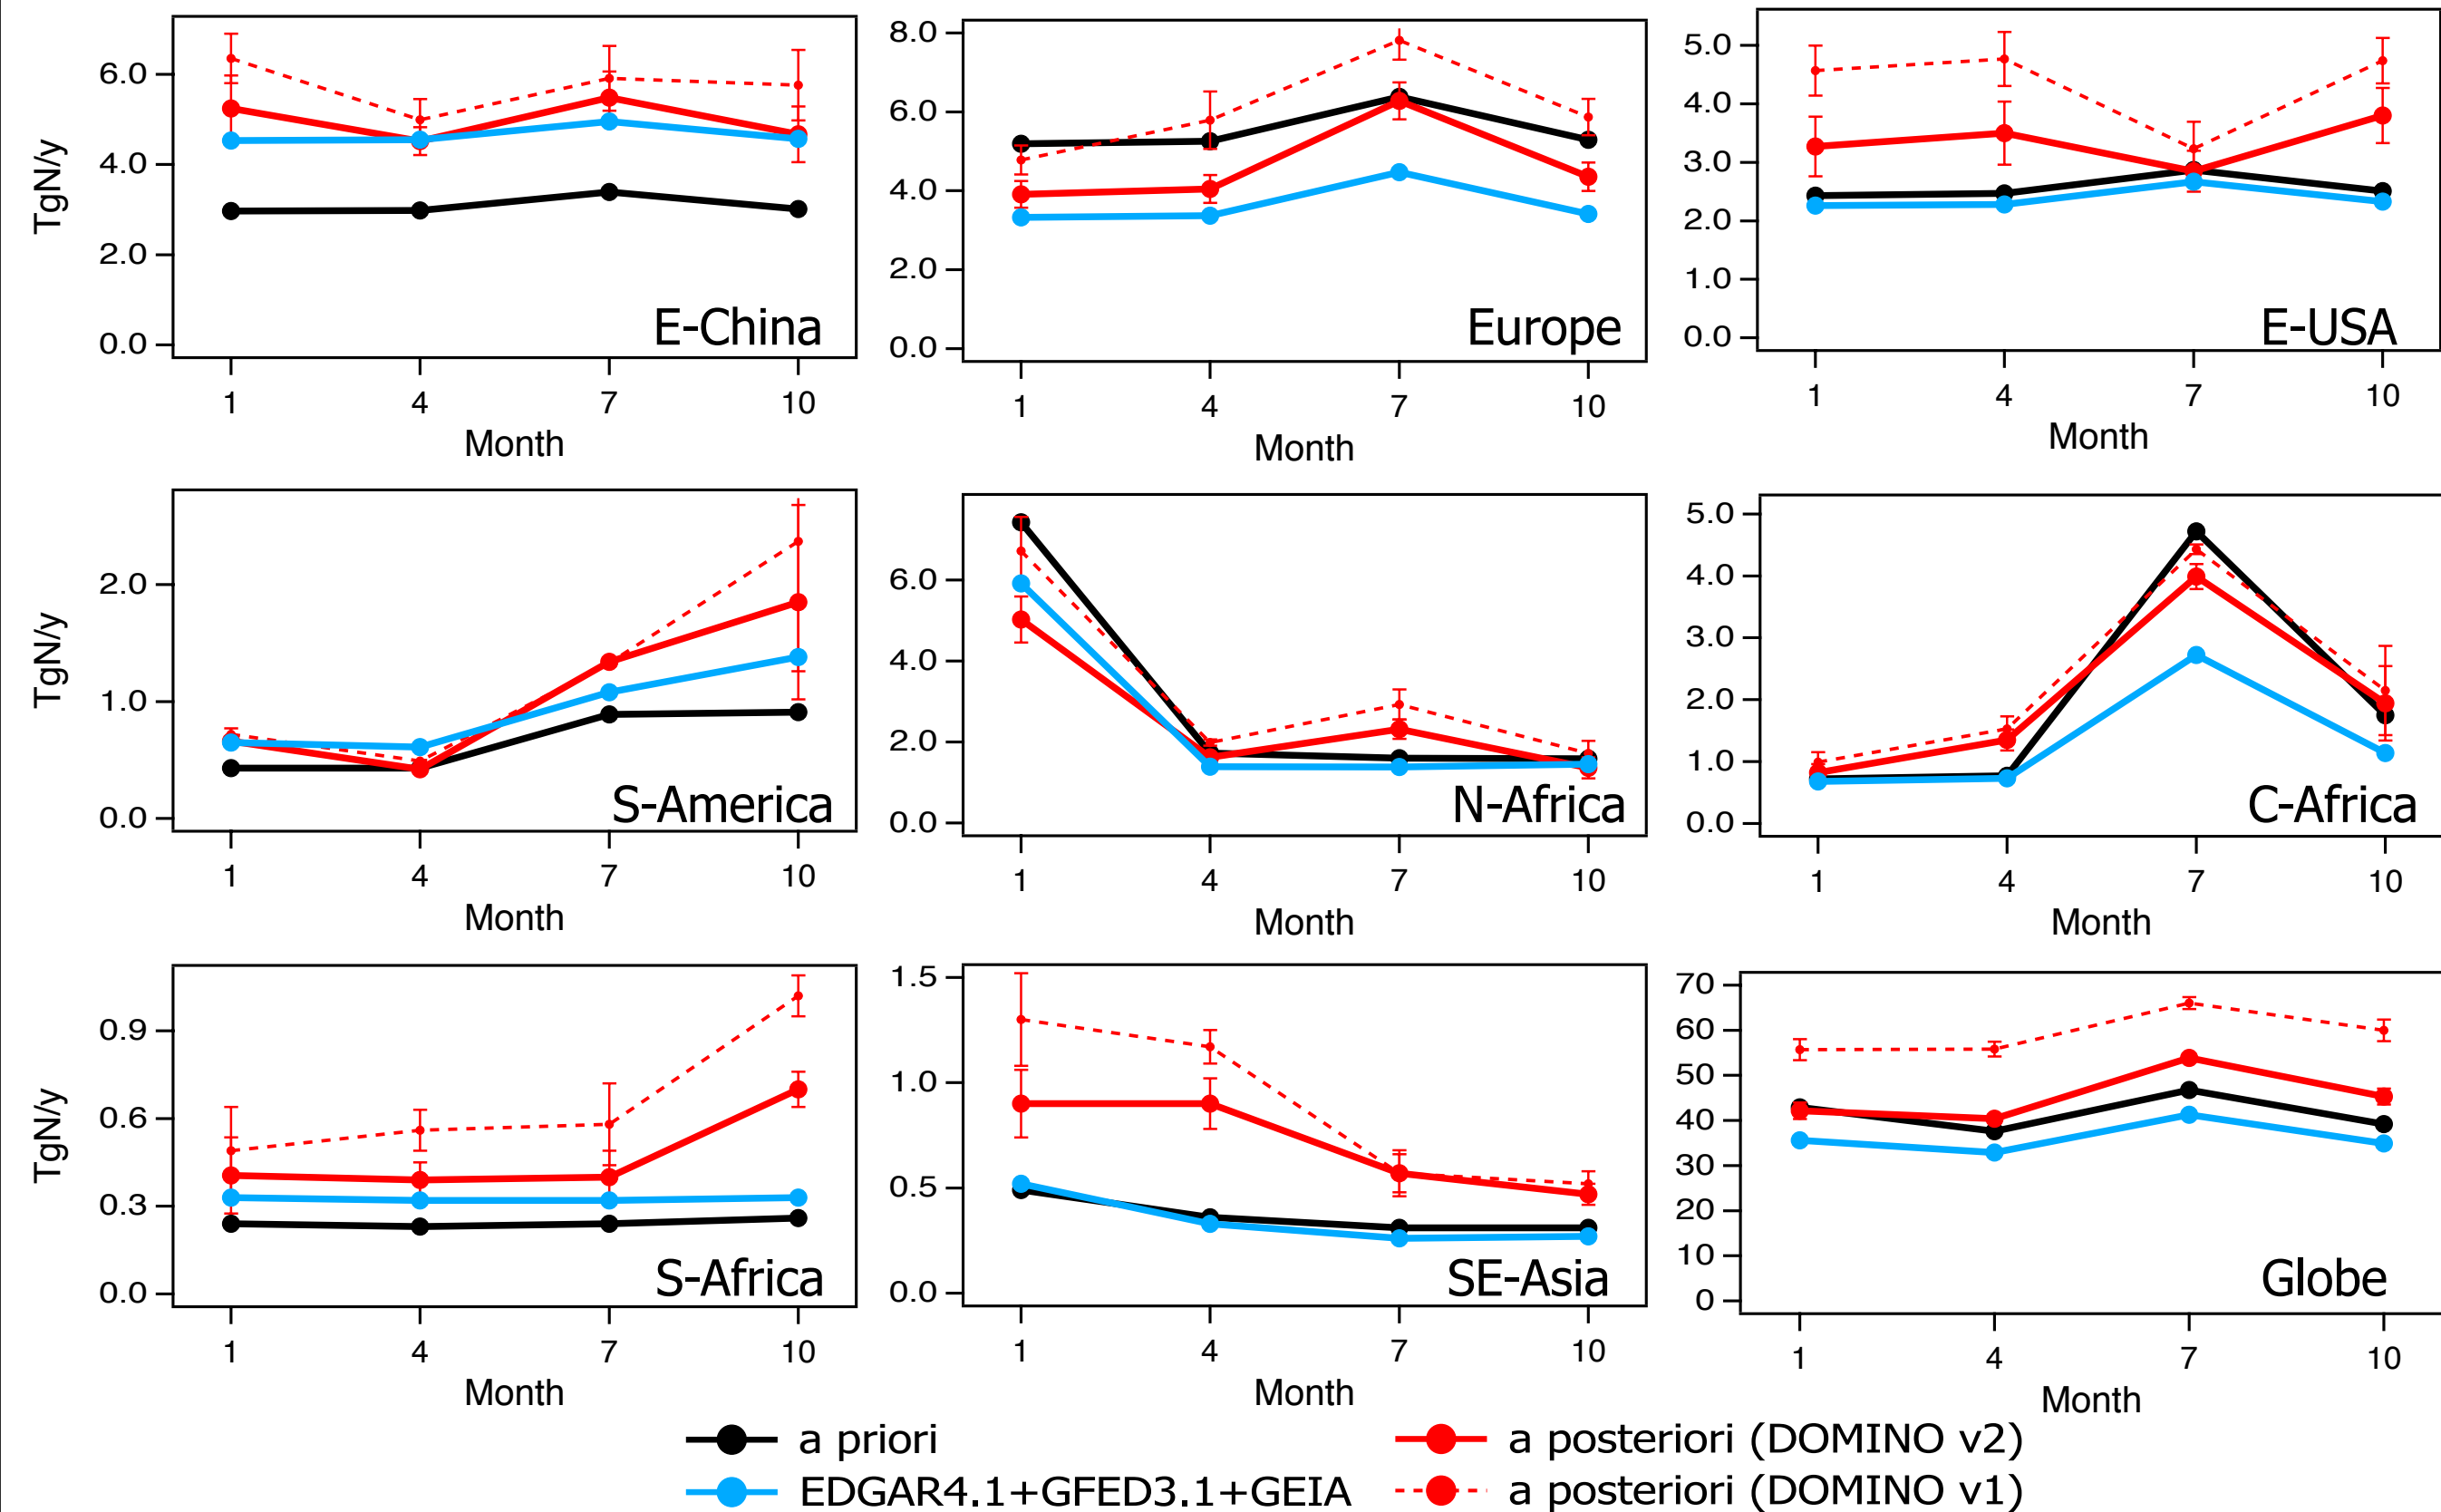 TgN/y
6.0
4.0
2.0
0.0
E-China
1 4 7 10
Month
8.0
6.0
4.0
2.0
0.0
Europe
1 4 7 10
Month
5.0
4.0
3.0
2.0
1.0
0.0
E-USA
1 4 7 10
Month
TgN/y
2.0
1.0
0.0
S-America
1 4 7 10
Month
6.0
4.0
2.0
0.0
N-Africa
1 4 7 10
Month
5.0
4.0
3.0
2.0
1.0
0.0
C-Africa
1 4 7 10
Month
TgN/y
0.9
0.6
0.3
0.0
S-Africa
1 4 7 10
Month
1.5
1.0
0.5
0.0
SE-Asia
1 4 7 10
Month
70
60
50
40
30
20
10
0
Globe
1 4 7 10
Month
a priori
a posteriori (DOMINO v2)
EDGAR4.1+GFED3.1+GEIA
a posteriori (DOMINO v1)